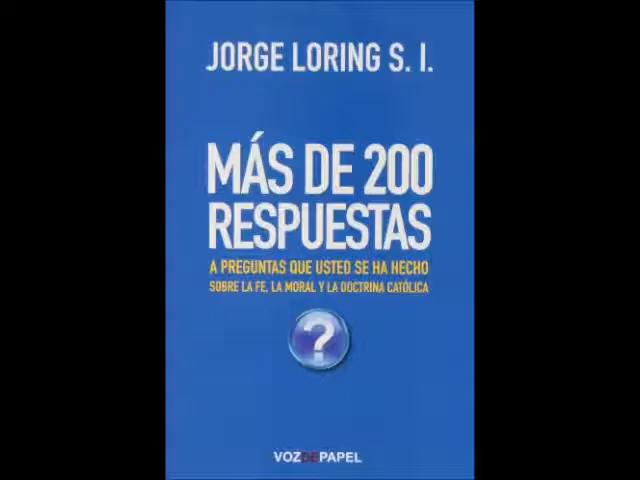 JORGE LORING S. I.
MÁS DE 200
RESPUESTAS
A PREGUNTAS QUE USTED SE HA HECHO
SOBRE LA FE, LA MORAL Y LA DOCTRINA CATÓLICA
?
VOZDEPAPEL